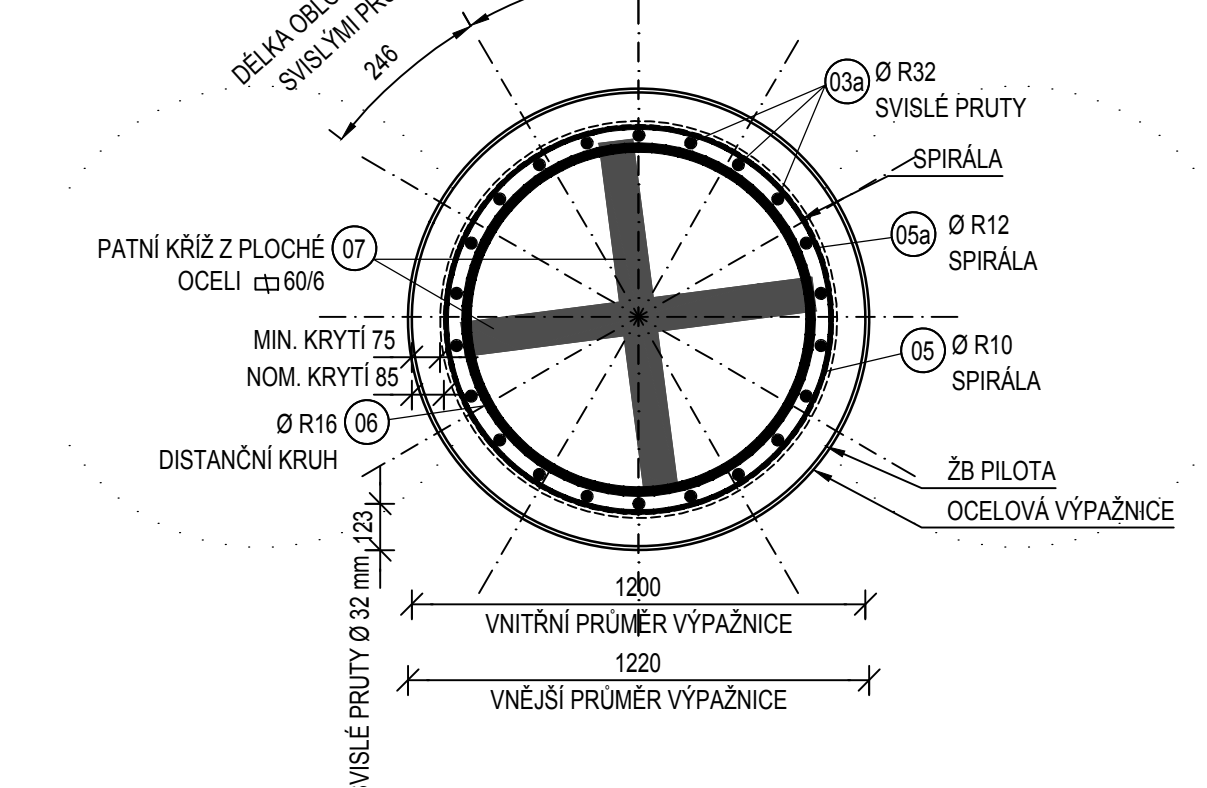 DÉLKA
SVISLÝMI
246
03a Ø R32
SVISLÉ PRUTY
SPIRÁLA
05a Ø R12
SPIRÁLA
PATNÍ KŘÍŽ Z PLOCHÉ 07
OCELI 60/6
MIN. KRYTÍ 75
NOM. KRYTÍ 85
05 Ø R10
SPIRÁLA
Ø R16 06
DISTANČNÍ KRUH
ŽB PILOTA
OCELOVÁ VÝPAŽNICE
SVISLÉ PRUTY Ø 32 mm 123
1200
VNITŘNÍ PRŮMĚR VÝPAŽNICE
1220
VNĚJŠÍ PRŮMĚR VÝPAŽNICE